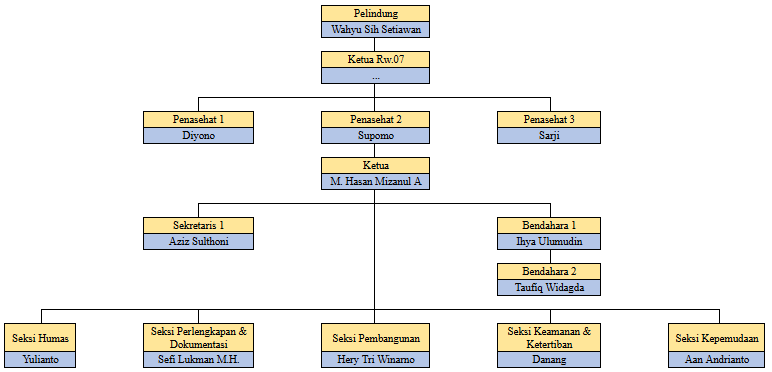 Pelindung
Wahyu Sih Setiawan
Ketua Rw.07
...
Penasehat 1
Diyono
Penasehat 2
Supomo
Penasehat 3
Sarji
Ketua
M. Hasan Mizanul A
Sekretaris 1
Aziz Sulthoni
Bendahara 1
Ihya Ulumudin
Bendahara 2
Taufiq Widagda
Seksi Humas
Yulianto
Seksi Perlengkapan &
Dokumentasi
Sefi Lukman M.H.
Seksi Pembangunan
Hery Tri Winarno
Seksi Keamanan &
Ketertiban
Danang
Seksi Kepemudaan
Aan Andrianto